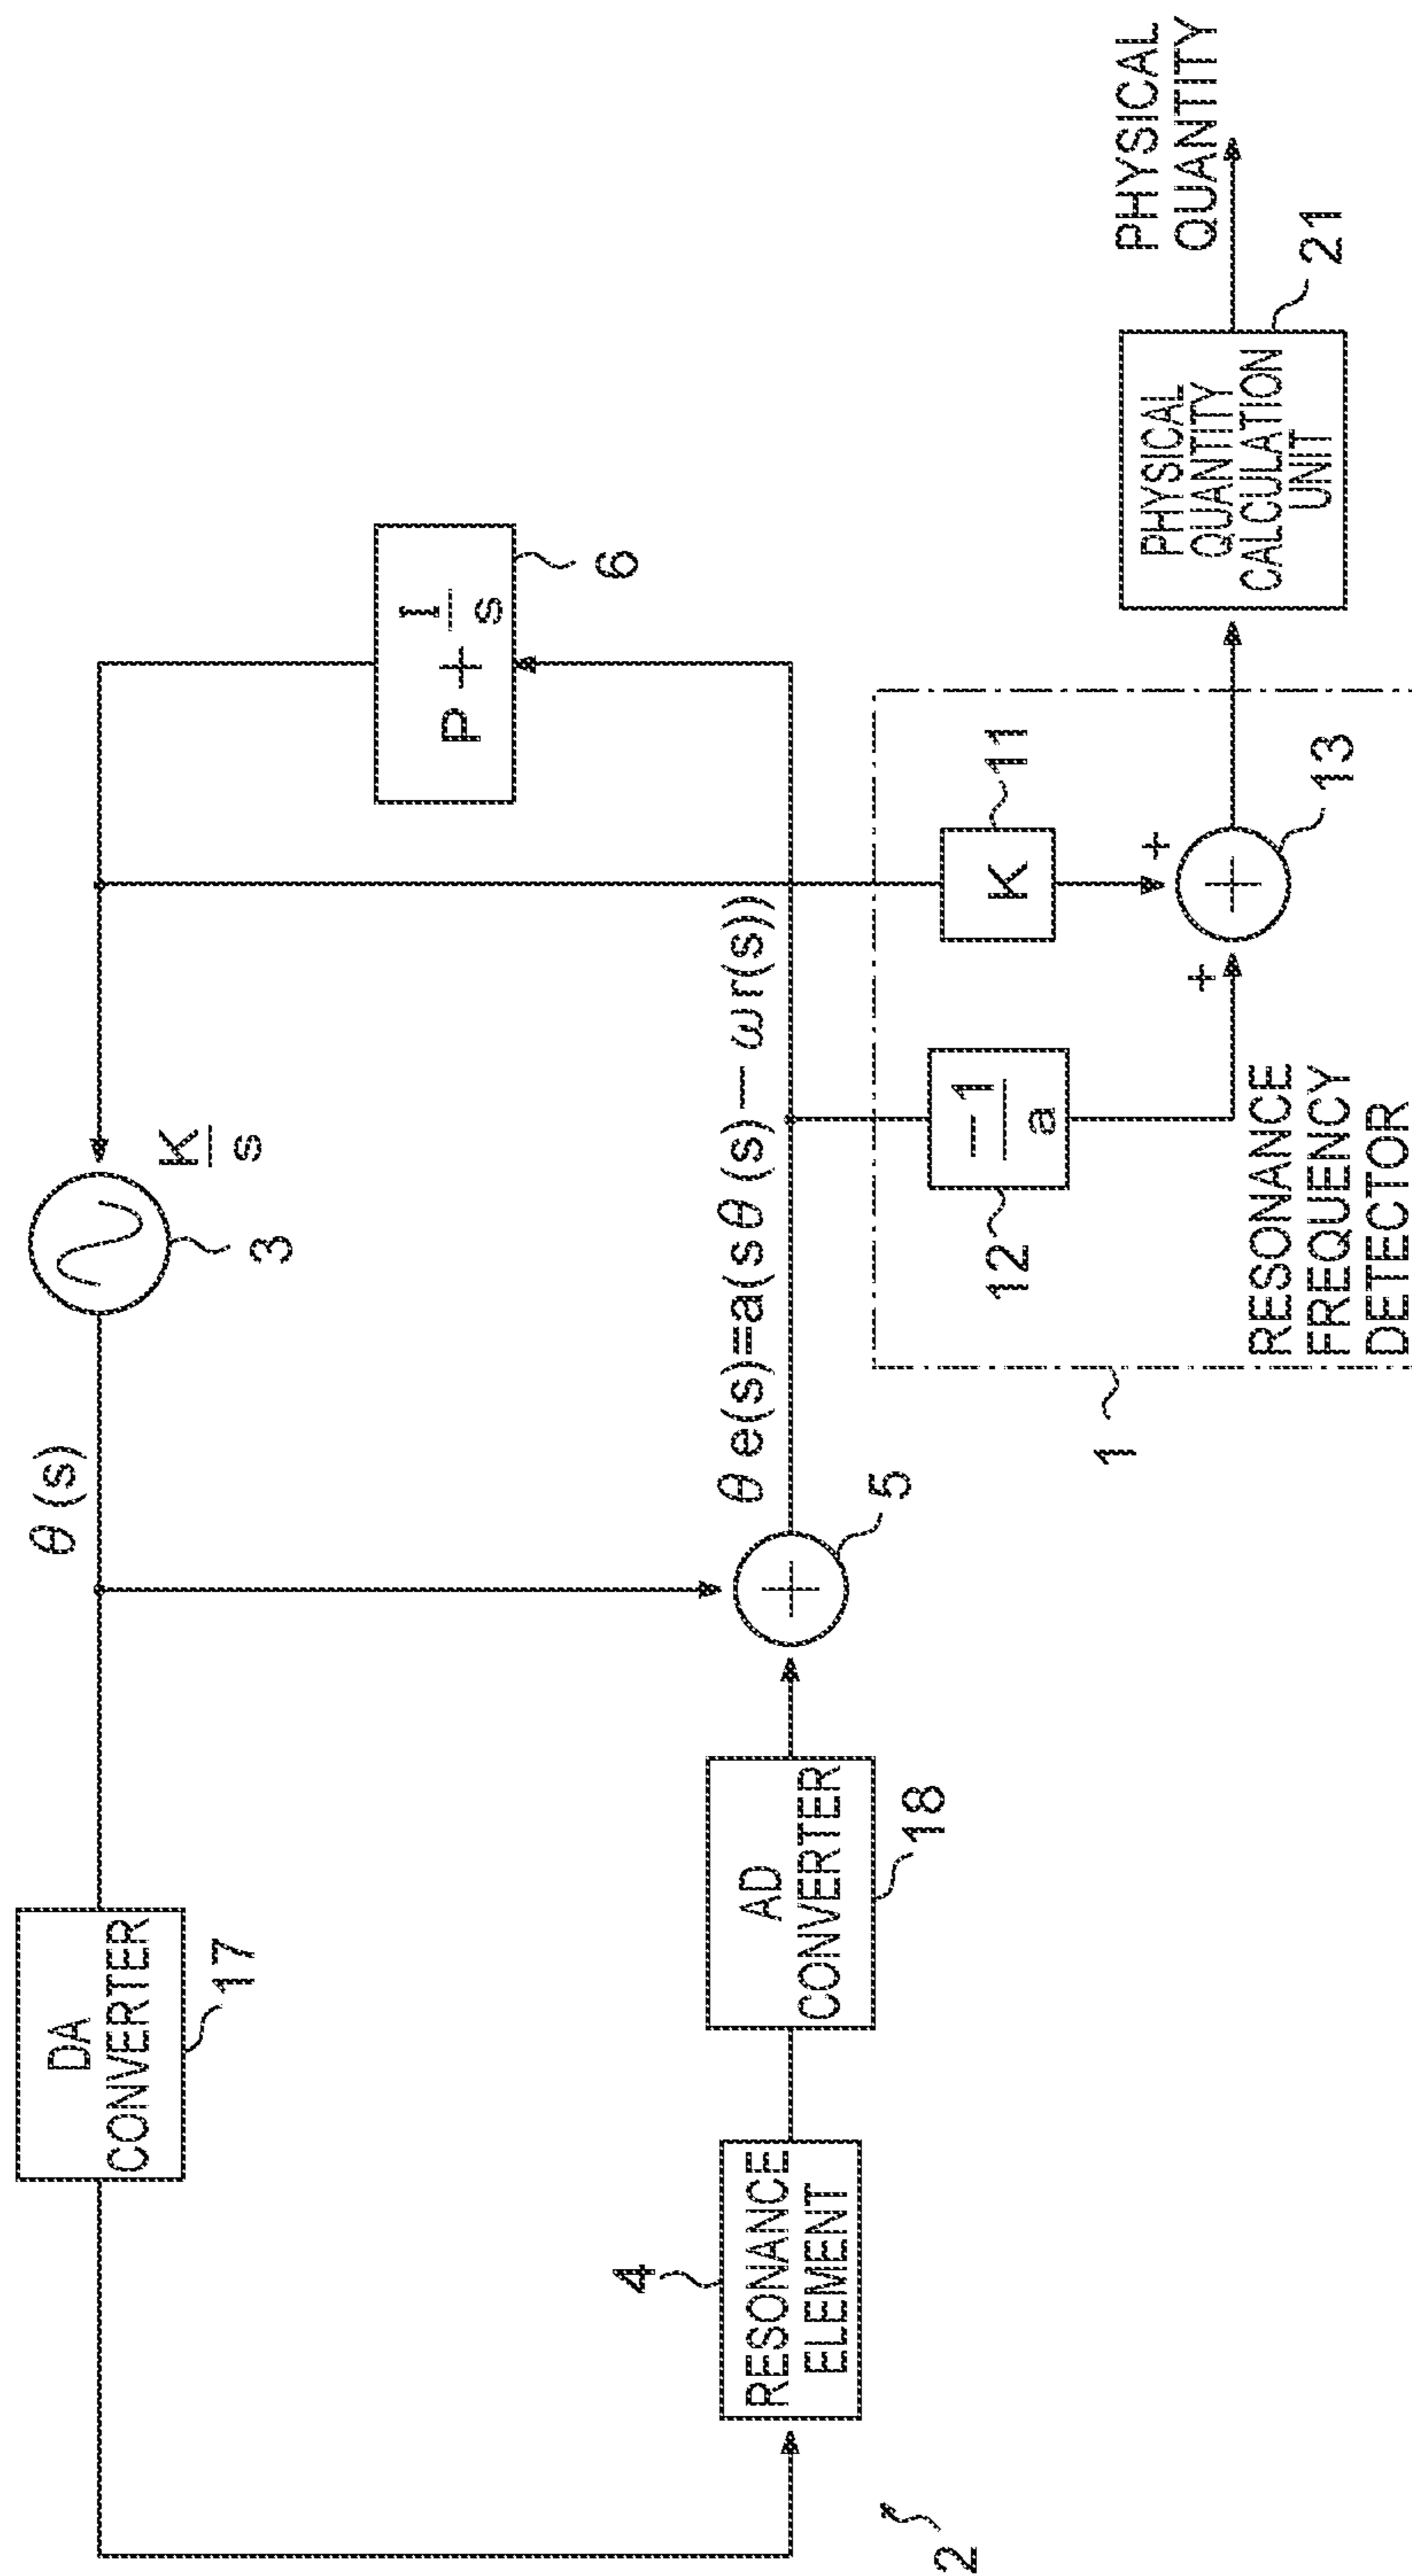 DA
CONVERTER
17
θ(s)
3
K
s
P+
I
s
6
4
RESONANCE
ELEMENT
AD
CONVERTER
18
5
θe(s)=a(sθ(s)−ωr(s))
2
1
12
−1
a
K
11
+
+
13
RESONANCE
FREQUENCY
DETECTOR
PHYSICAL
QUANTITY
CALCULATION
UNIT
21
PHYSICAL
QUANTITY